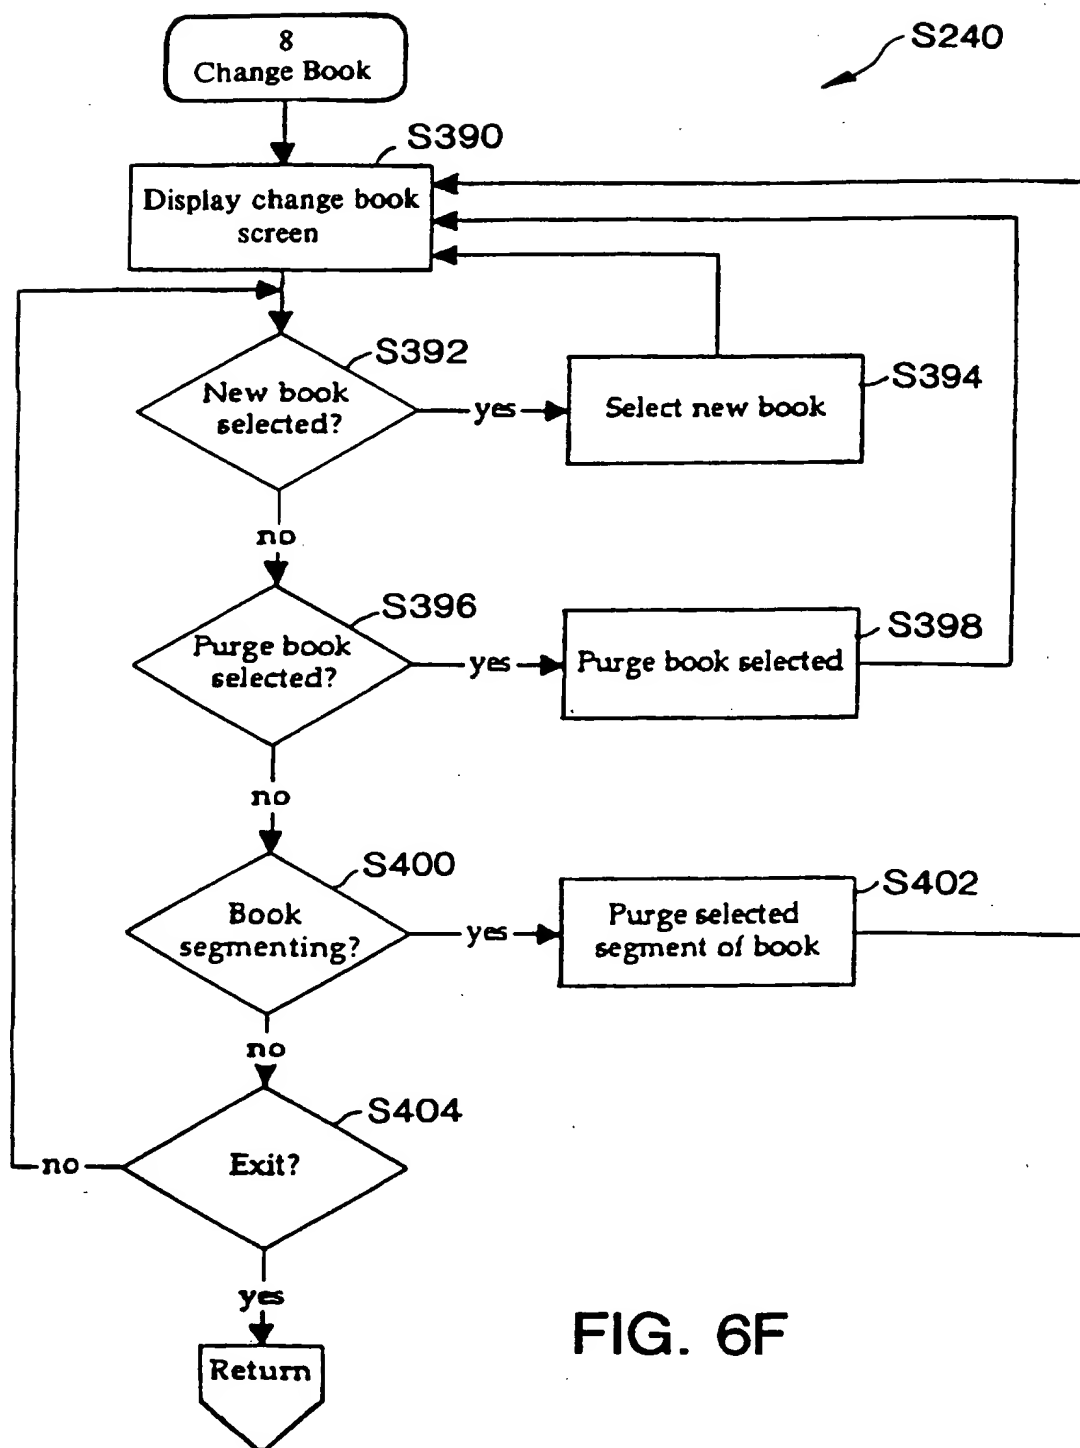 8
Change Book
S240
S390
Display change book
screen
S392
New book
selected?
yes
S394
Select new book
no
S396
Purge book
selected?
yes
S398
Purge book selected
no
S400
Book
segmenting?
yes
S402
Purge selected
segment of book
no
S404
Exit?
no
yes
Return
FIG. 6F